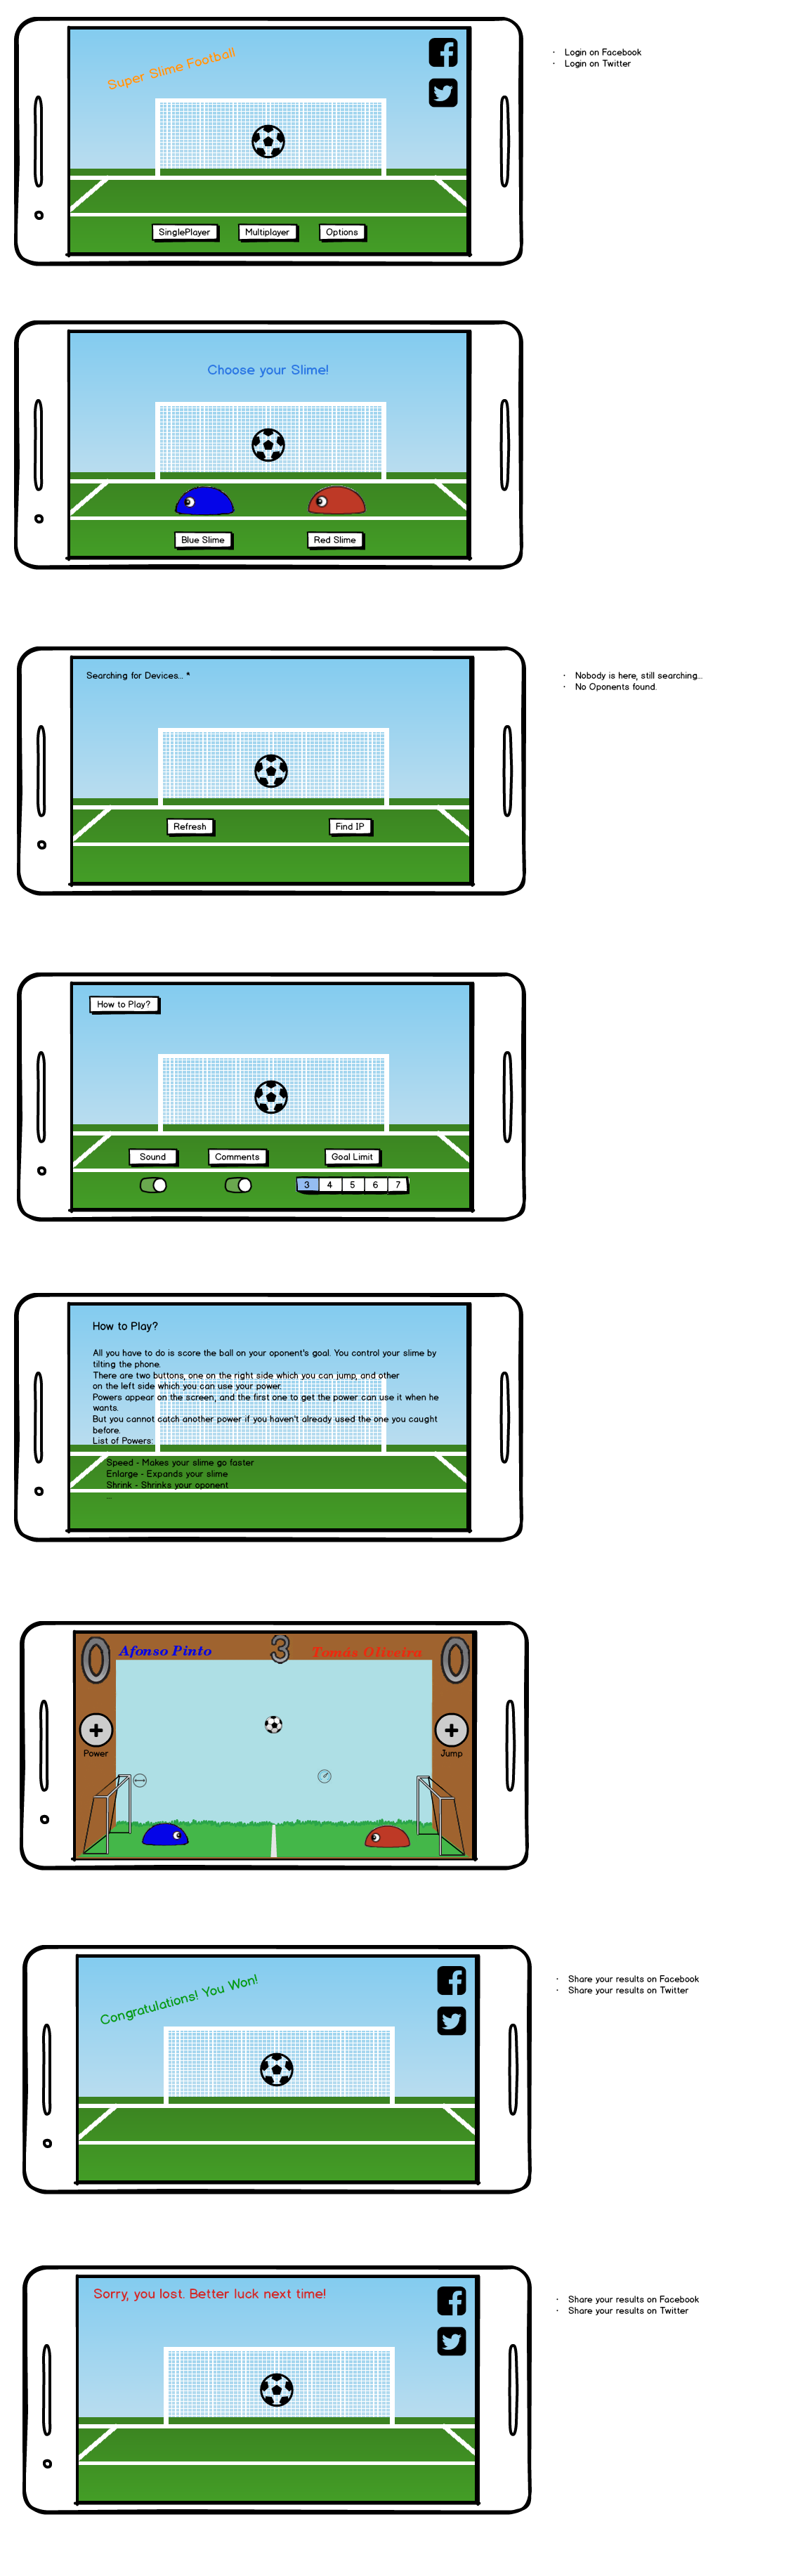 Super Slime Football
· Login on Facebook
· Login on Twitter
SinglePlayer Multiplayer Options
Choose your Slime!
Blue Slime Red Slime
Searching for Devices... *
· Nobody is here, still searching...
· No Oponents found.
Refresh Find IP
How to Play?
Sound Comments Goal Limit
3 4 5 6 7
How to Play?
All you have to do is score the ball on your oponent's goal. You control your slime by
tilting the phone.
There are two buttons, one on the right side which you can jump, and other
on the left side which you can use your power.
Powers appear on the screen, and the first one to get the power can use it when he
wants.
But you cannot catch another power if you haven't already used the one you caught
before.
List of Powers:
Speed - Makes your slime go faster
Enlarge - Expands your slime
Shrink - Shrinks your oponent
...
0 Afonso Pinto 3 Tomás Oliveira 0
Power Jump
Congratulations! You Won!
· Share your results on Facebook
· Share your results on Twitter
Sorry, you lost. Better luck next time!
· Share your results on Facebook
· Share your results on Twitter